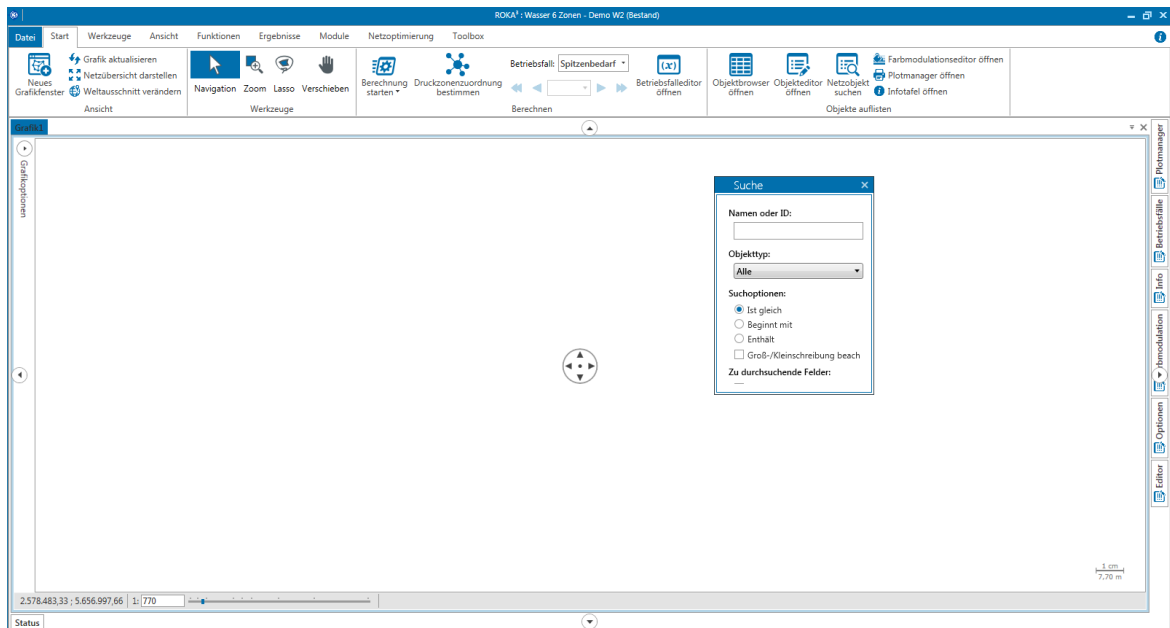 ROKA³ : Wasser 6 Zonen - Demo W2 (Bestand)
Datei Start Werkzeuge Ansicht Funktionen Ergebnisse Module Netzoptimierung Toolbox
Neues Grafikfenster
Grafik aktualisieren
Netzübersicht darstellen
Weltausschnitt verändern
Ansicht
Navigation Zoom Lasso Verschieben
Werkzeuge
Berechnung starten
Druckzonenzuordnung bestimmen
Betriebsfall: Spitzenbedarf
Betriebsfalleditor öffnen
Berechnen
Objektbrowser öffnen
Objekteditor öffnen
Netzobjekt suchen
Farbmodulationseditor öffnen
Plotmanager öffnen
Infotafel öffnen
Objekte auflisten
Grafik1
Grafikoptionen
Suche
Namen oder ID:
Objekttyp:
Alle
Suchoptionen:
Ist gleich
Beginnt mit
Enthält
Groß-/Kleinschreibung beach
Zu durchsuchende Felder:
Plotmanager
Betriebsfälle
Info
rbmodulation
Optionen
Editor
1 cm
7,70 m
2.578.483,33 ; 5.656.997,66 1: 770
Status